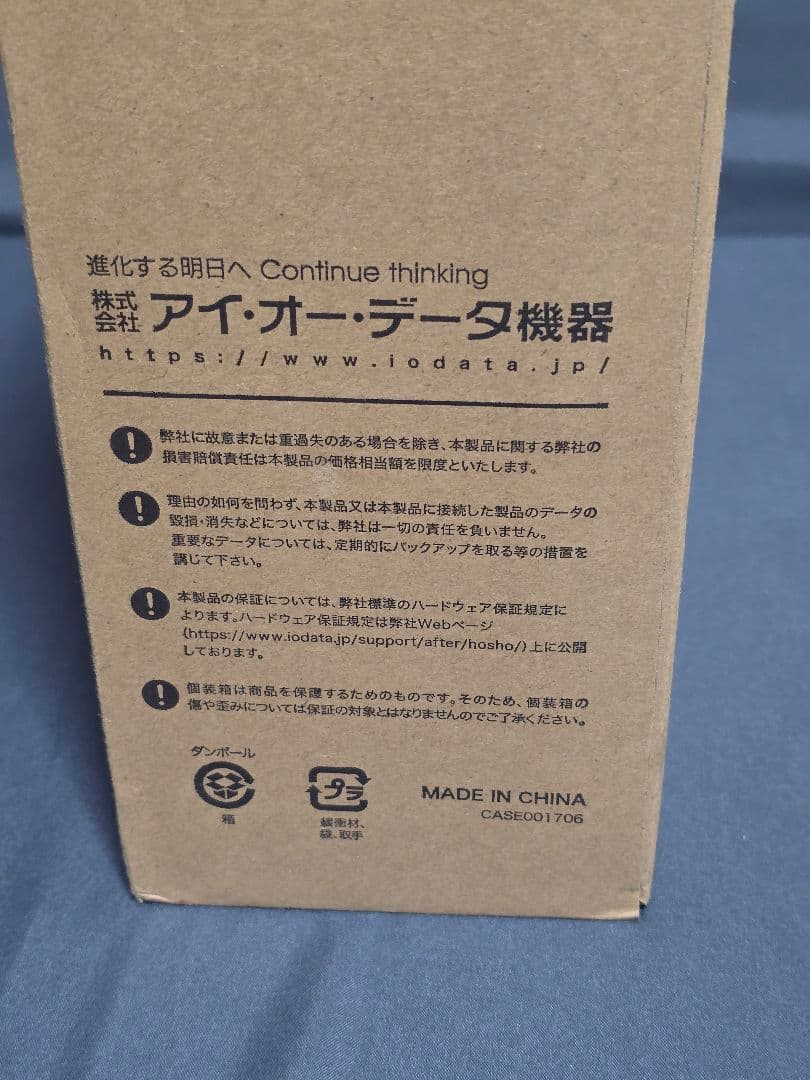 進化する明日へ Continue thinking
株式会社 アイ・オー・データ機器
https://www.iodata.jp/
弊社に故意または重過失のある場合を除き、本製品に関する弊社の
損害賠償責任は本製品の価格相当額を限度といたします。
理由の如何を問わず、本製品又は本製品に接続した製品のデータの
毀損・消失などについては、弊社は一切の責任を負いません。
重要なデータについては、定期的にバックアップを取る等の措置を
講じて下さい。
本製品の保証については、弊社標準のハードウェア保証規定に
よります。ハードウェア保証規定は弊社Webページ
(https://www.iodata.jp/support/after/hosho/)上に公開
しております。
個装箱は商品を保護するためのものです。そのため、個装箱の
傷や歪みについては保証の対象とはなりませんのでご了承ください。
ダンボール
箱
プラ
緩衝材、
袋、取手
MADE IN CHINA
CASE001706